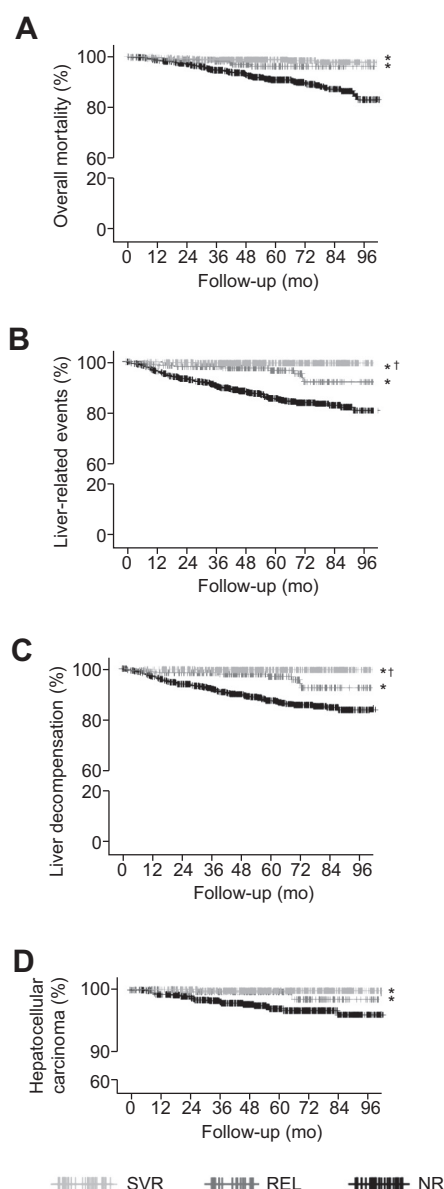 A
Overall mortality (%)
100
80
60
20
0
* 
*
0 12 24 36 48 60 72 84 96
Follow-up (mo)
B
Liver-related events (%)
100
80
60
20
0
* †
*
0 12 24 36 48 60 72 84 96
Follow-up (mo)
C
Liver decompensation (%)
100
80
60
20
0
* †
*
0 12 24 36 48 60 72 84 96
Follow-up (mo)
D
Hepatocellular
carcinoma (%)
100
90
60
*
*
0 12 24 36 48 60 72 84 96
Follow-up (mo)
SVR REL NR